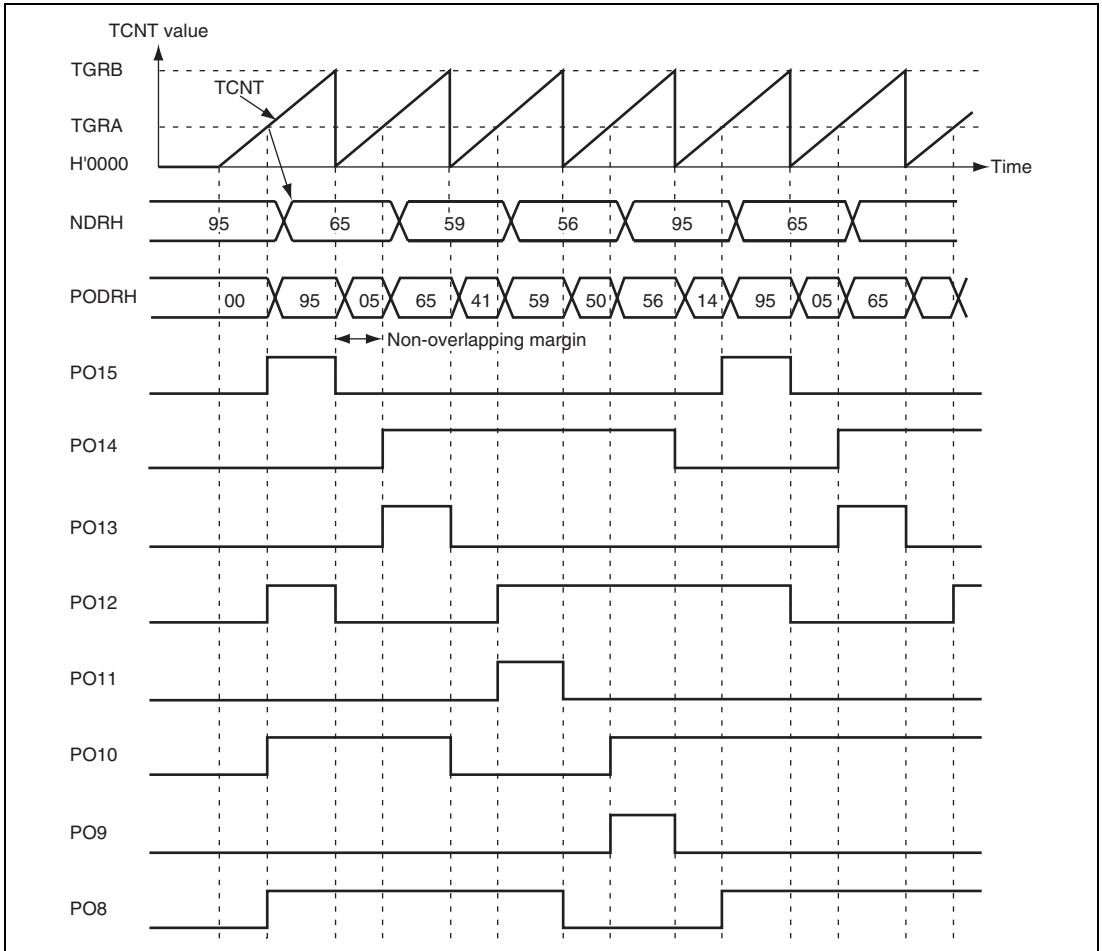 TCNT value
TGRB
TCNT
TGRA
H'0000
Time
NDRH 95 65 59 56 95 65
PODRH 00 95 05 65 41 59 50 56 14 95 05 65
Non-overlapping margin
PO15
PO14
PO13
PO12
PO11
PO10
PO9
PO8